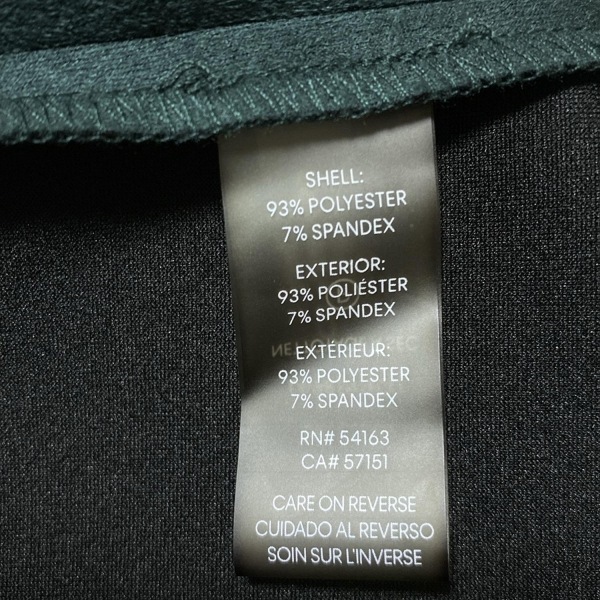 SHELL:
93% POLYESTER
7% SPANDEX
EXTERIOR:
93% POLIÉSTER
7% SPANDEX
EXTÉRIEUR:
93% POLYESTER
7% SPANDEX
RN# 54163
CA# 57151
CARE ON REVERSE
CUIDADO AL REVERSO
SOIN SUR L'INVERSE